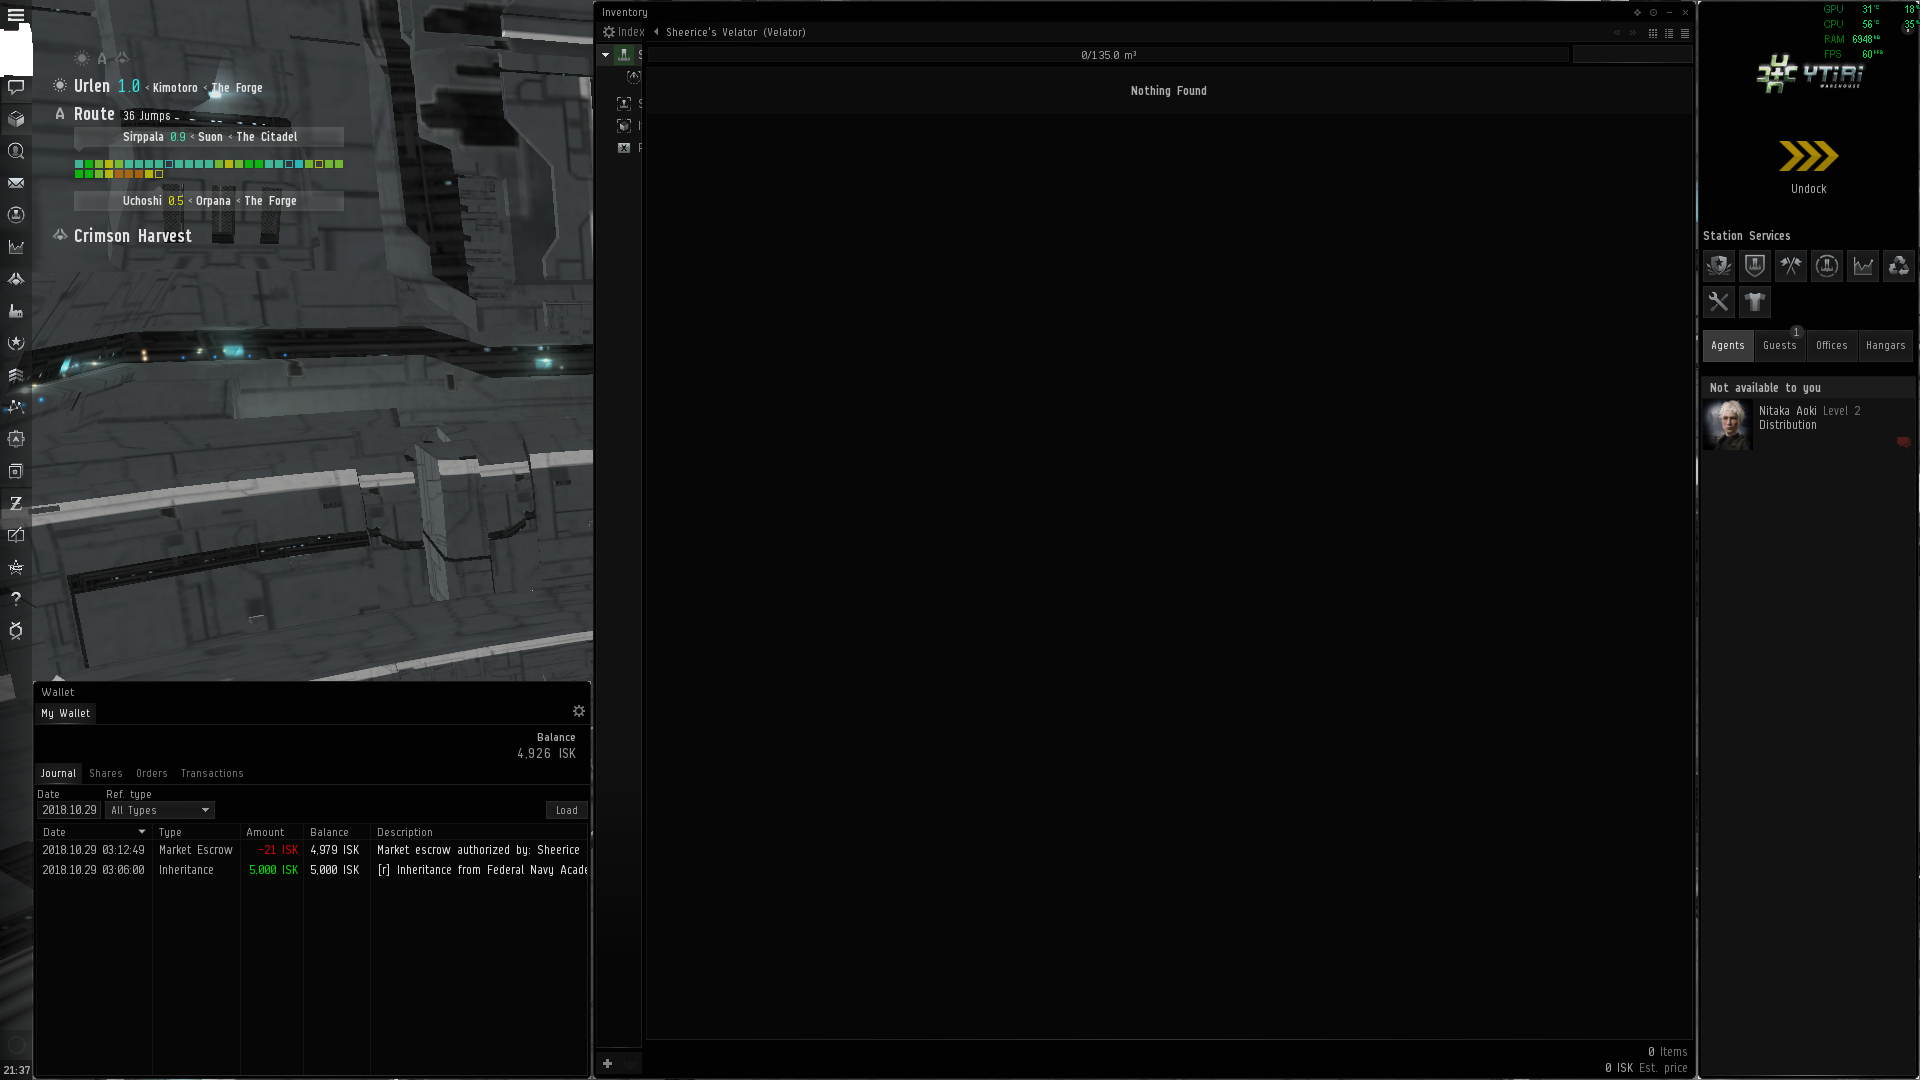 Urlen 1.0 < Kimotoro < The Forge
Route 36 Jumps
Sirppala 0.9 < Suon < The Citadel
Uchoshi 0.5 < Orpana < The Forge
Crimson Harvest
21:37
Wallet
My Wallet
Balance
4,926 ISK
Journal Shares Orders Transactions
Date Ref. type
2018.10.29 All Types Load
Date Type Amount Balance Description
2018.10.29 03:12:49 Market Escrow -21 ISK 4,979 ISK Market escrow authorized by: Sheerice
2018.10.29 03:06:00 Inheritance 5,000 ISK 5,000 ISK [r] Inheritance from Federal Navy Acade
Inventory
Index
Sheerice's Velator (Velator)
0/135.0 m³
Nothing Found
0 Items
0 ISK Est. price
GPU 31°C 18
CPU 56°C 35
RAM 6948
FPS 60
YTIRI
WAREHOUSE
Undock
Station Services
Agents Guests 1 Offices Hangars
Not available to you
Nitaka Aoki Level 2
Distribution